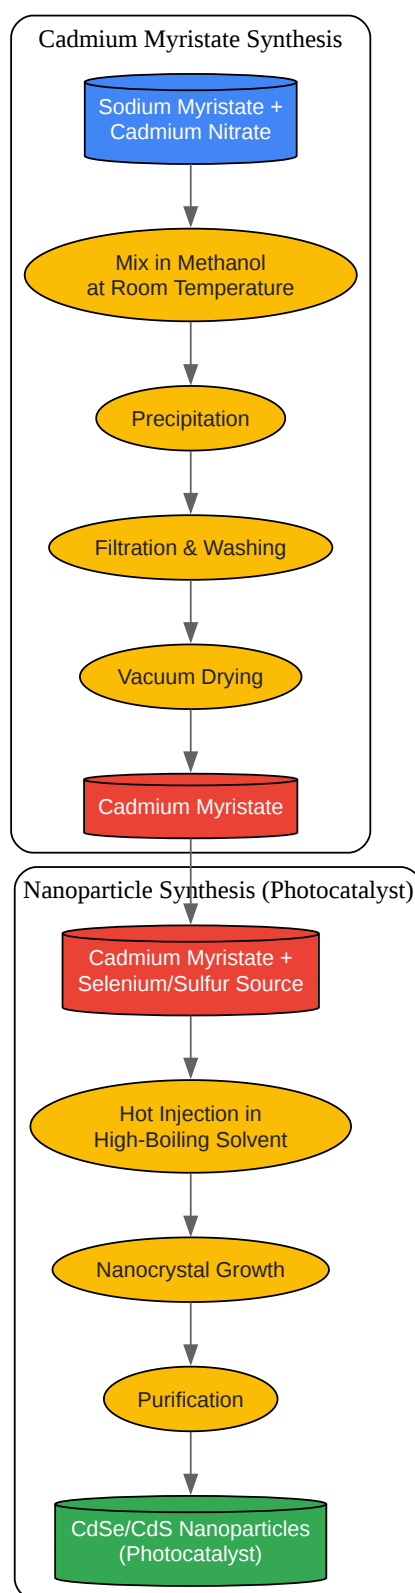 Cadmium Myristate Synthesis
Sodium Myristate +
Cadmium Nitrate
Mix in Methanol
at Room Temperature
Precipitation
Filtration & Washing
Vacuum Drying
Cadmium Myristate
Nanoparticle Synthesis (Photocatalyst)
Cadmium Myristate +
Selenium/Sulfur Source
Hot Injection in
High-Boiling Solvent
Nanocrystal Growth
Purification
CdSe/CdS Nanoparticles
(Photocatalyst)